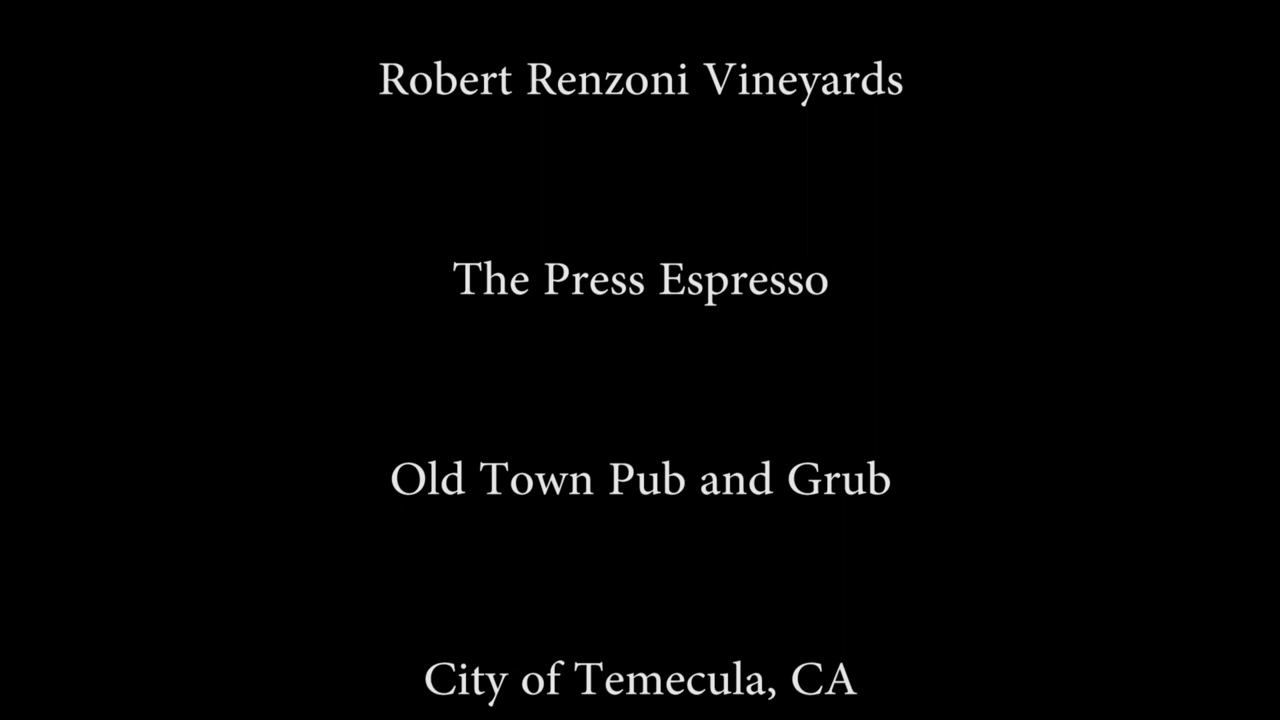 Robert Renzoni Vineyards
The Press Espresso
Old Town Pub and Grub
City of Temecula, CA